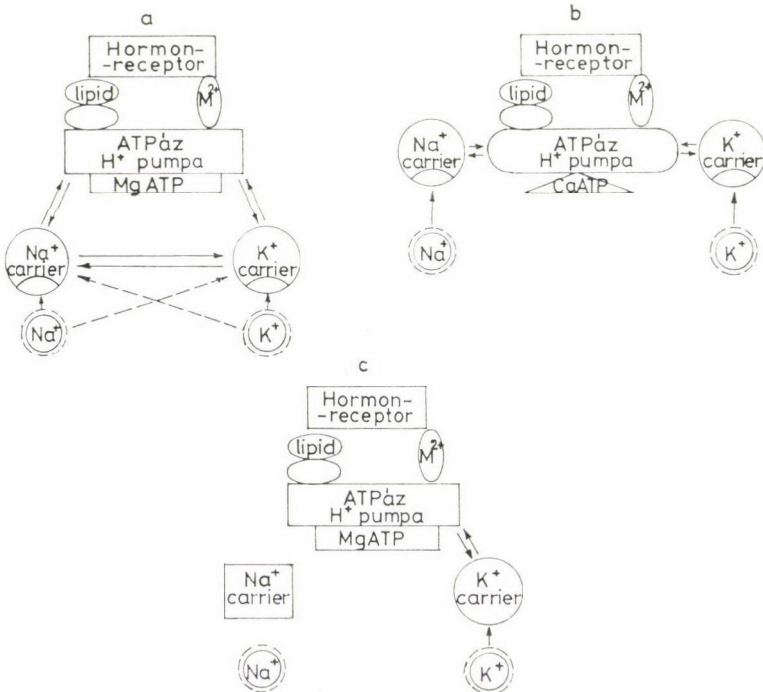 a
Hormon-
-receptor
lipid
M2+
ATPáz
H+ pumpa
MgATP
Na+
carrier
K+
carrier
Na+
K+
b
Hormon-
-receptor
lipid
M2+
Na+
carrier
ATPáz
H+ pumpa
K+
carrier
CaATP
Na+
K+
c
Hormon-
-receptor
lipid
M2+
ATPáz
H+ pumpa
MgATP
Na+
carrier
K+
carrier
Na+
K+